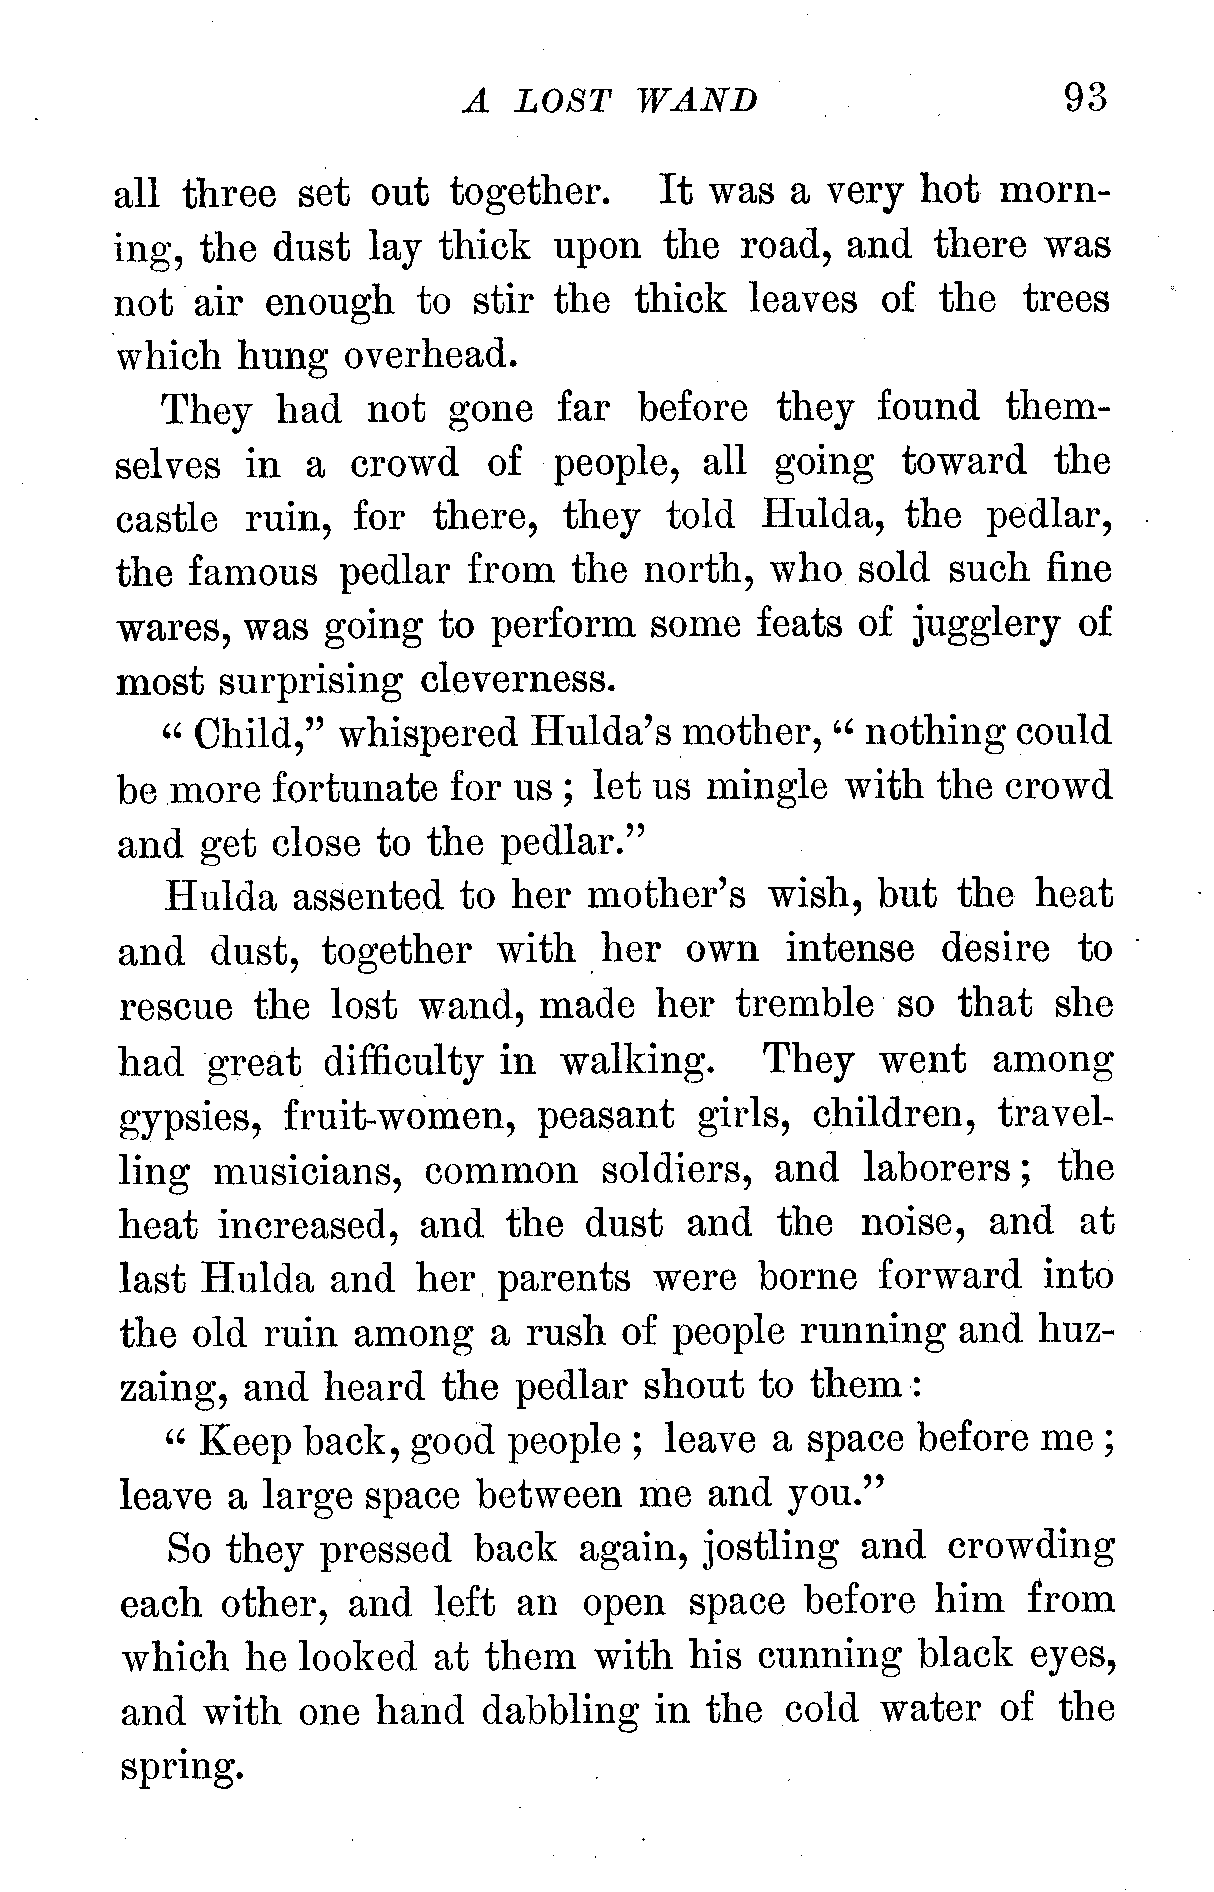 A LOST WAND 93
all three set out together. It was a very hot morn-
ing, the dust lay thick upon the road, and there was
not air enough to stir the thick leaves of the trees
which hung overhead.
They had not gone far before they found them-
selves in a crowd of people, all going toward the
castle ruin, for there, they told Hulda, the pedlar,
the famous pedlar from the north, who sold such fine
wares, was going to perform some feats of jugglery of
most surprising cleverness.
“ Child,” whispered Hulda’s mother, “ nothing could
be more fortunate for us ; let us mingle with the crowd
and get close to the pedlar.”
Hulda assented to her mother’s wish, but the heat
and dust, together with her own intense desire to
rescue the lost wand, made her tremble so that she
had great difficulty in walking. They went among
gypsies, fruit-women, peasant girls, children, travel-
ling musicians, common soldiers, and laborers ; the
heat increased, and the dust and the noise, and at
last Hulda and her parents were borne forward into
the old ruin among a rush of people running and huz-
zaing, and heard the pedlar shout to them :
“ Keep back, good people ; leave a space before me ;
leave a large space between me and you.”
So they pressed back again, jostling and crowding
each other, and left an open space before him from
which he looked at them with his cunning black eyes,
and with one hand dabbling in the cold water of the
spring.